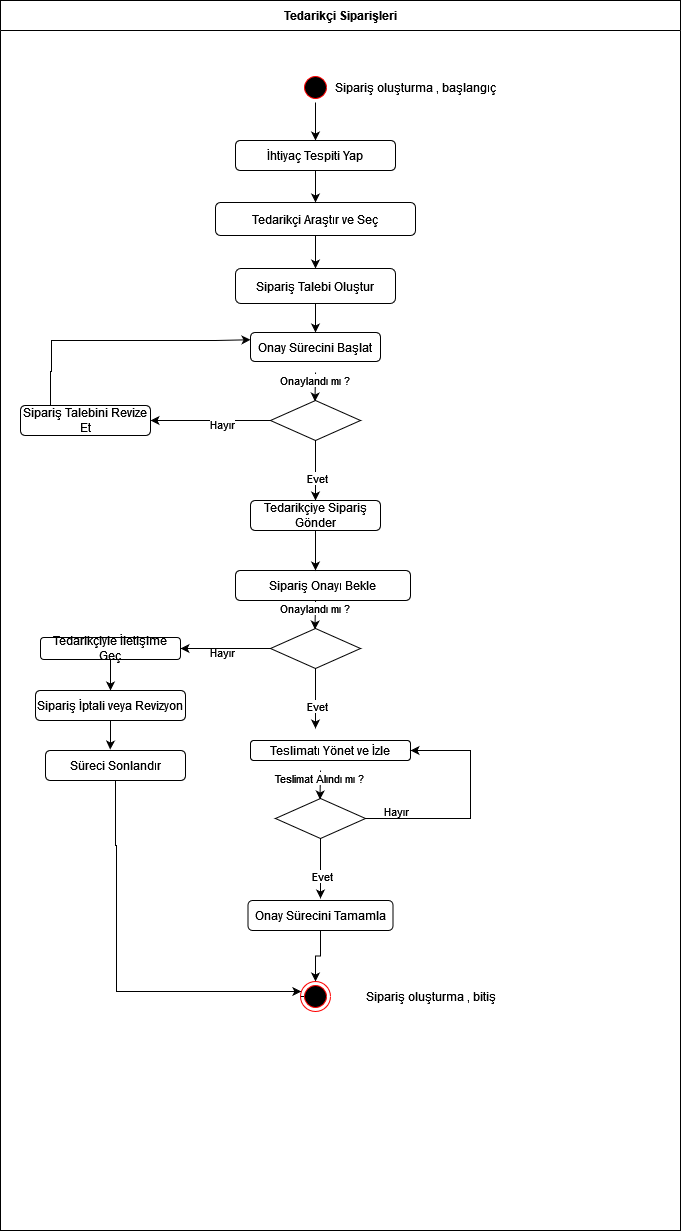 Tedarikçi Siparişleri
Sipariş oluşturma , başlangıç
İhtiyaç Tespiti Yap
Tedarikçi Araştır ve Seç
Sipariş Talebi Oluştur
Onay Sürecini Başlat
Onaylandı mı ?
Sipariş Talebini Revize
Et
Hayır
Evet
Tedarikçiye Sipariş
Gönder
Sipariş Onayı Bekle
Onaylandı mı ?
Tedarikçiyle İletişime
Geç
Hayır
Sipariş İptali veya Revizyon
Evet
Teslimatı Yönet ve İzle
Süreci Sonlandır
Teslimat Alındı mı ?
Hayır
Evet
Onay Sürecini Tamamla
Sipariş oluşturma , bitiş